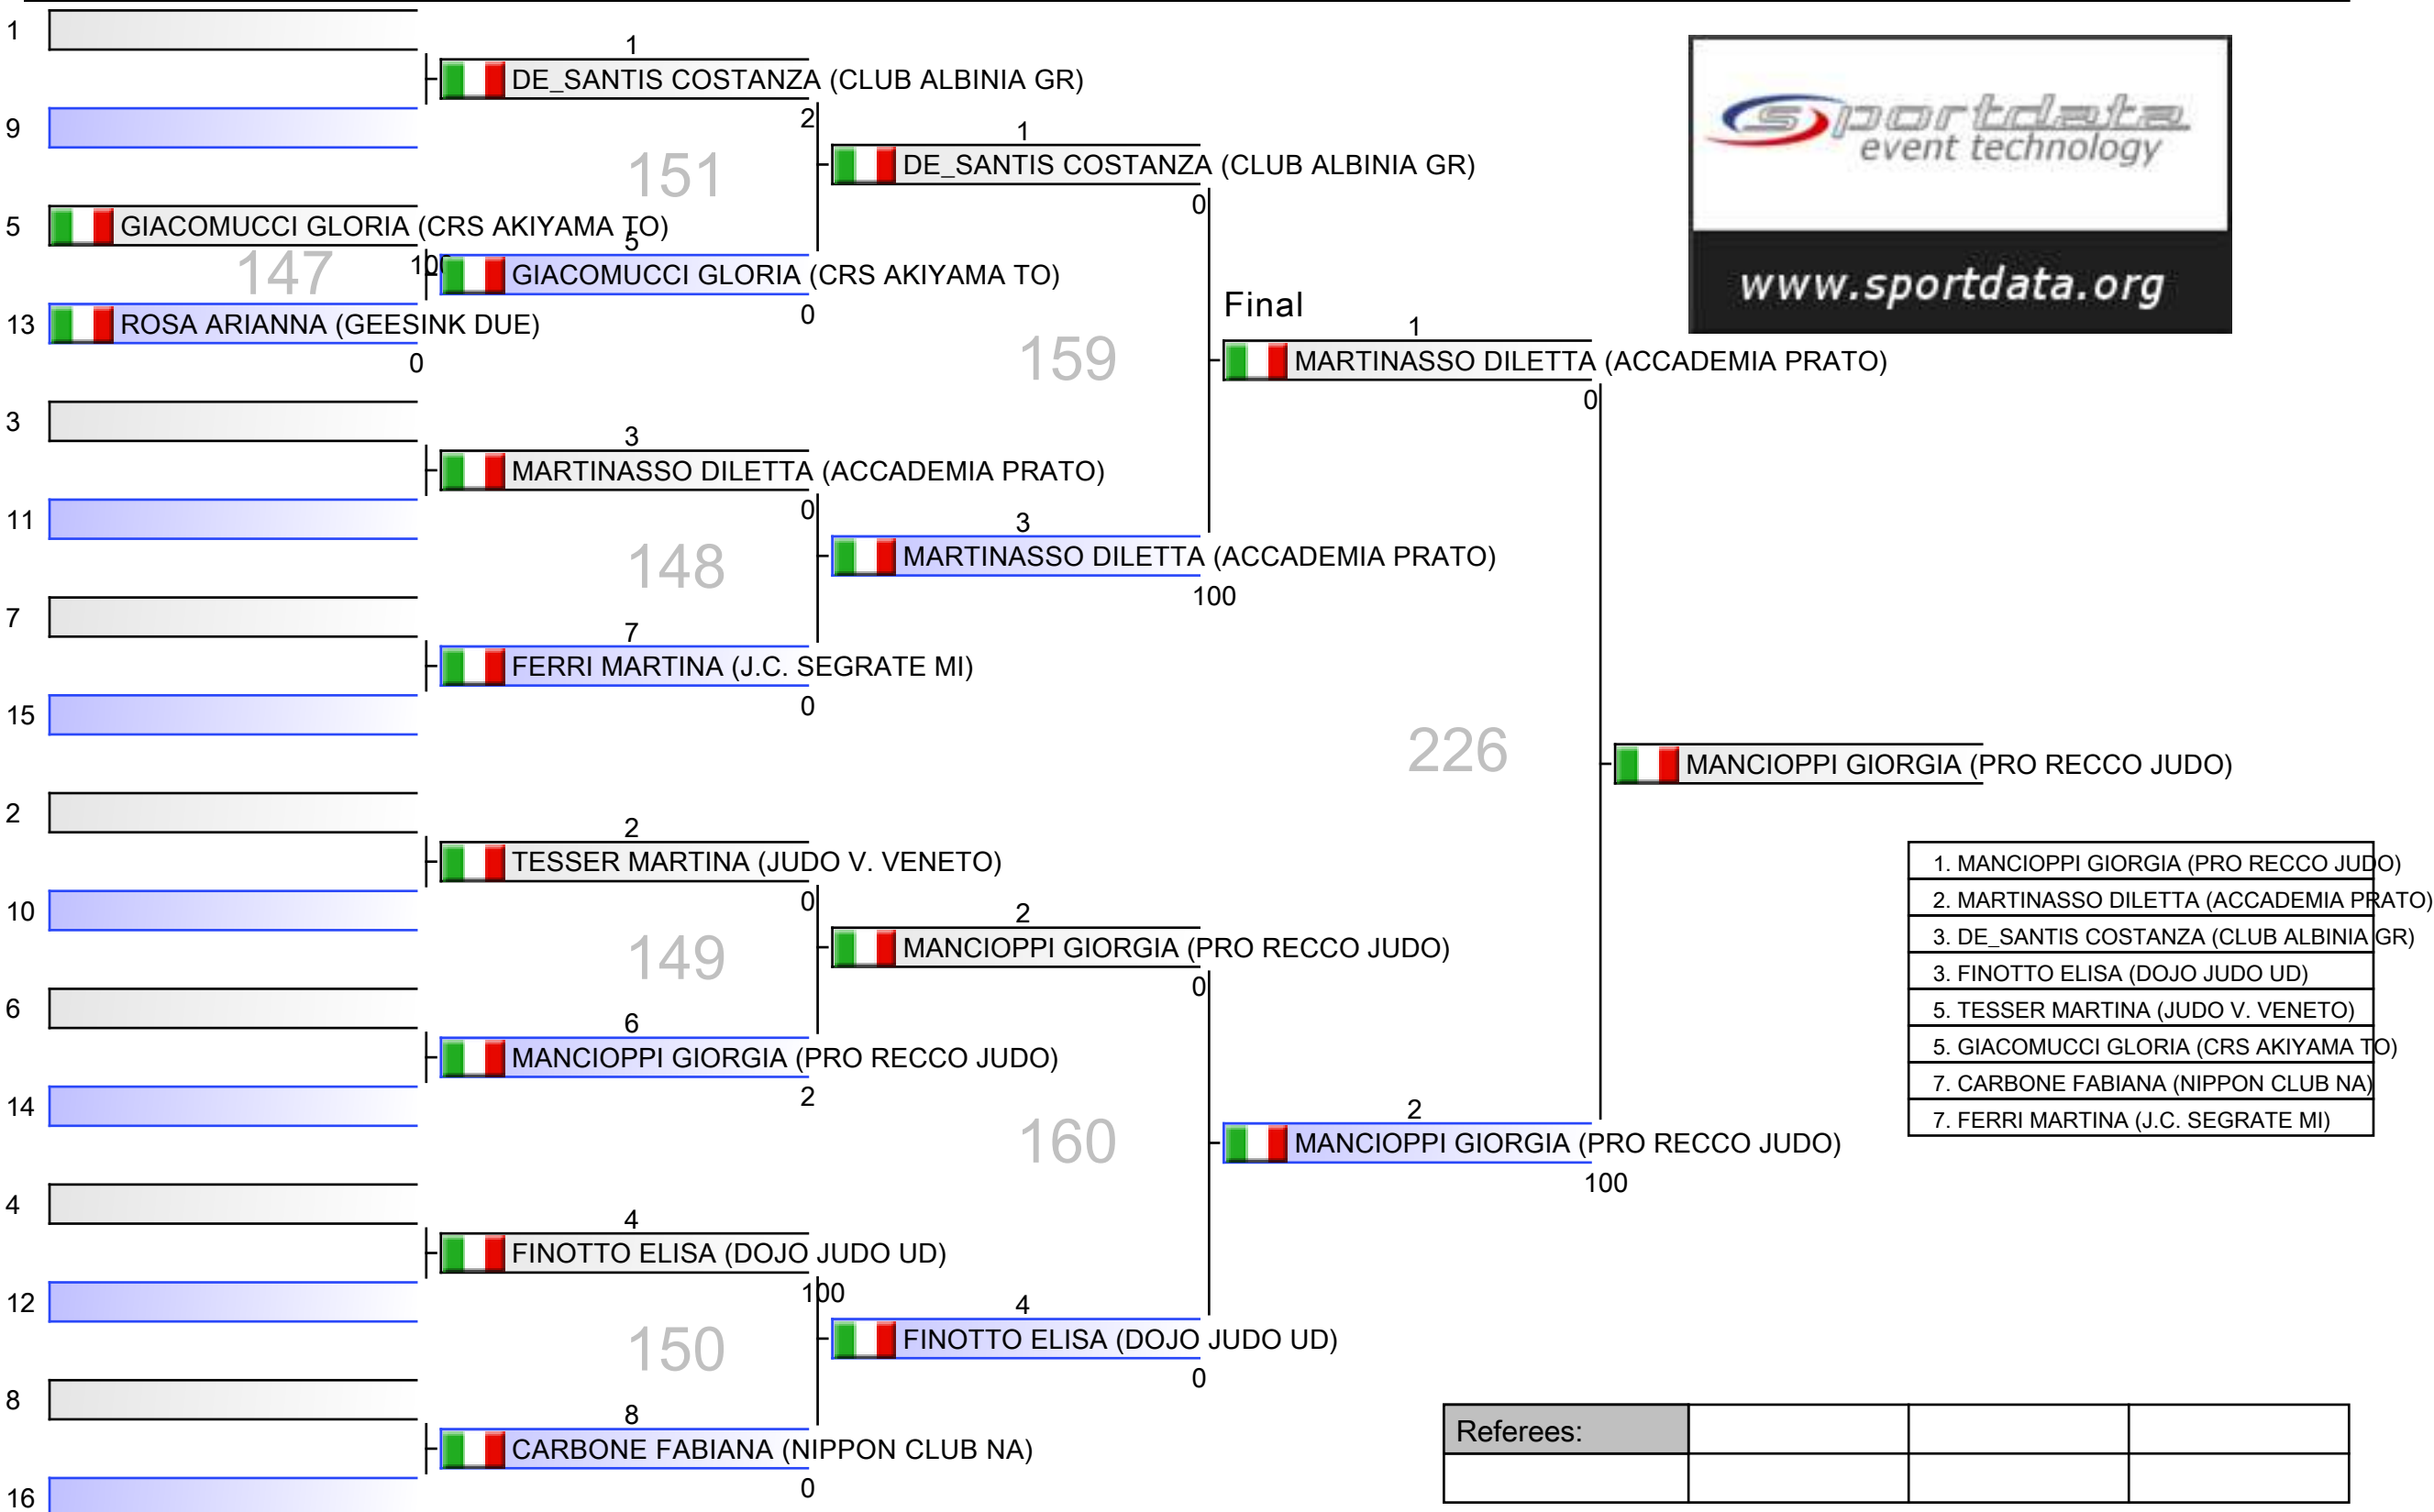 1
1
DE_SANTIS COSTANZA (CLUB ALBINIA GR)
2
9
151
1
DE_SANTIS COSTANZA (CLUB ALBINIA GR)
0
sportdata
event technology
www.sportdata.org
5
GIACOMUCCI GLORIA (CRS AKIYAMA TO)
100
147
5
GIACOMUCCI GLORIA (CRS AKIYAMA TO)
0
13
ROSA ARIANNA (GEESINK DUE)
0
159
Final
1
MARTINASSO DILETTA (ACCADEMIA PRATO)
0
3
3
MARTINASSO DILETTA (ACCADEMIA PRATO)
0
11
148
3
MARTINASSO DILETTA (ACCADEMIA PRATO)
100
7
7
FERRI MARTINA (J.C. SEGRATE MI)
0
15
226
MANCIOPPI GIORGIA (PRO RECCO JUDO)
2
2
TESSER MARTINA (JUDO V. VENETO)
0
10
149
2
MANCIOPPI GIORGIA (PRO RECCO JUDO)
0
6
6
MANCIOPPI GIORGIA (PRO RECCO JUDO)
2
14
160
2
MANCIOPPI GIORGIA (PRO RECCO JUDO)
100
1. MANCIOPPI GIORGIA (PRO RECCO JUDO)
2. MARTINASSO DILETTA (ACCADEMIA PRATO)
3. DE_SANTIS COSTANZA (CLUB ALBINIA GR)
3. FINOTTO ELISA (DOJO JUDO UD)
5. TESSER MARTINA (JUDO V. VENETO)
5. GIACOMUCCI GLORIA (CRS AKIYAMA TO)
7. CARBONE FABIANA (NIPPON CLUB NA)
7. FERRI MARTINA (J.C. SEGRATE MI)
4
4
FINOTTO ELISA (DOJO JUDO UD)
100
12
150
4
FINOTTO ELISA (DOJO JUDO UD)
0
8
8
CARBONE FABIANA (NIPPON CLUB NA)
0
16
Referees: